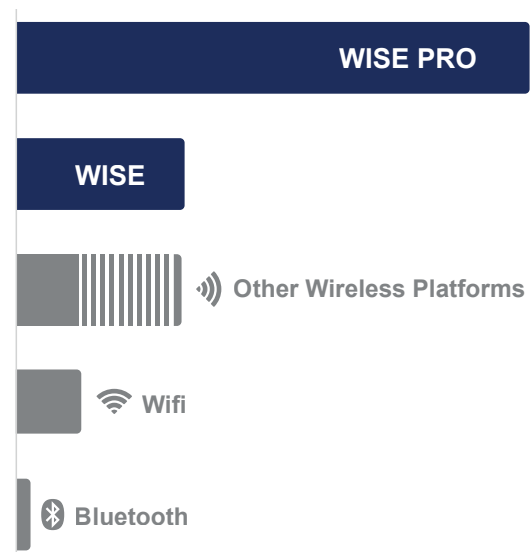 WISE PRO
WISE
Other Wireless Platforms
Wifi
Bluetooth